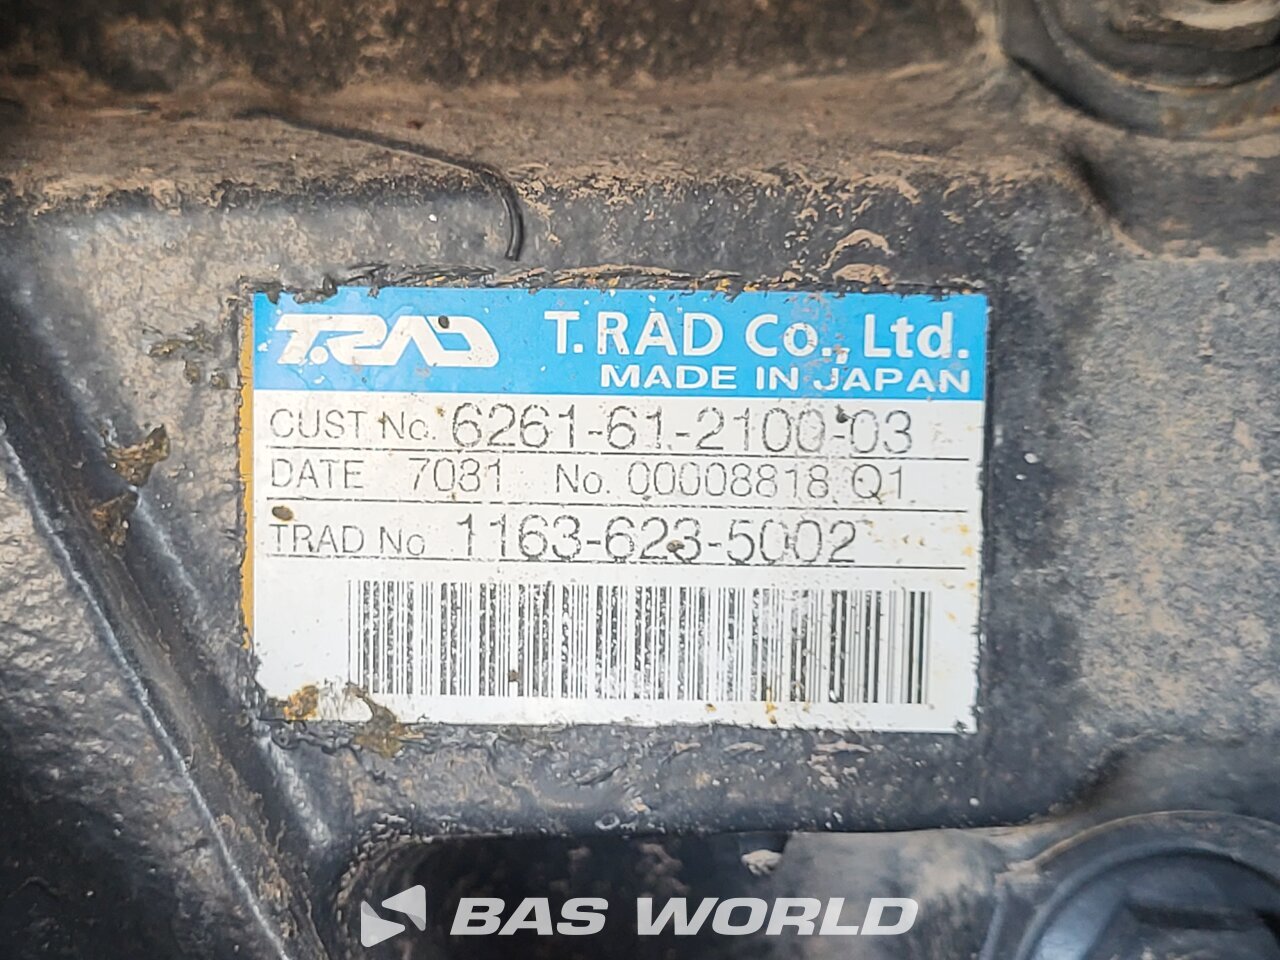 T.RAD T.RAD Co., Ltd.
MADE IN JAPAN
CUST No. 6261-61-2100-03
DATE 7031 No. 00008818 Q1
TRAD No 1163-623-5002
BAS WORLD